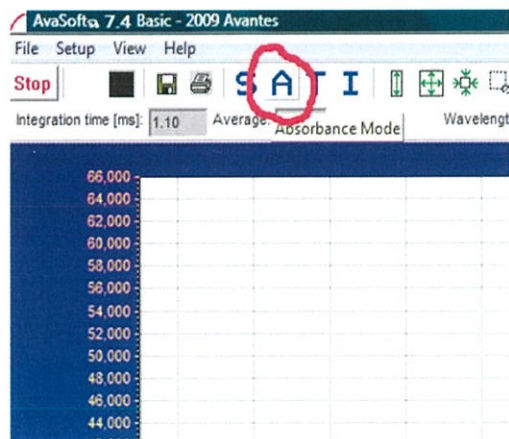 AvaSoft® 7.4 Basic - 2009 Avantes
File Setup View Help
Stop S A T I
Integration time [ms]: 1.10 Average: Wavelengt
Absorbance Mode
66,000
64,000
62,000
60,000
58,000
56,000
54,000
52,000
50,000
48,000
46,000
44,000